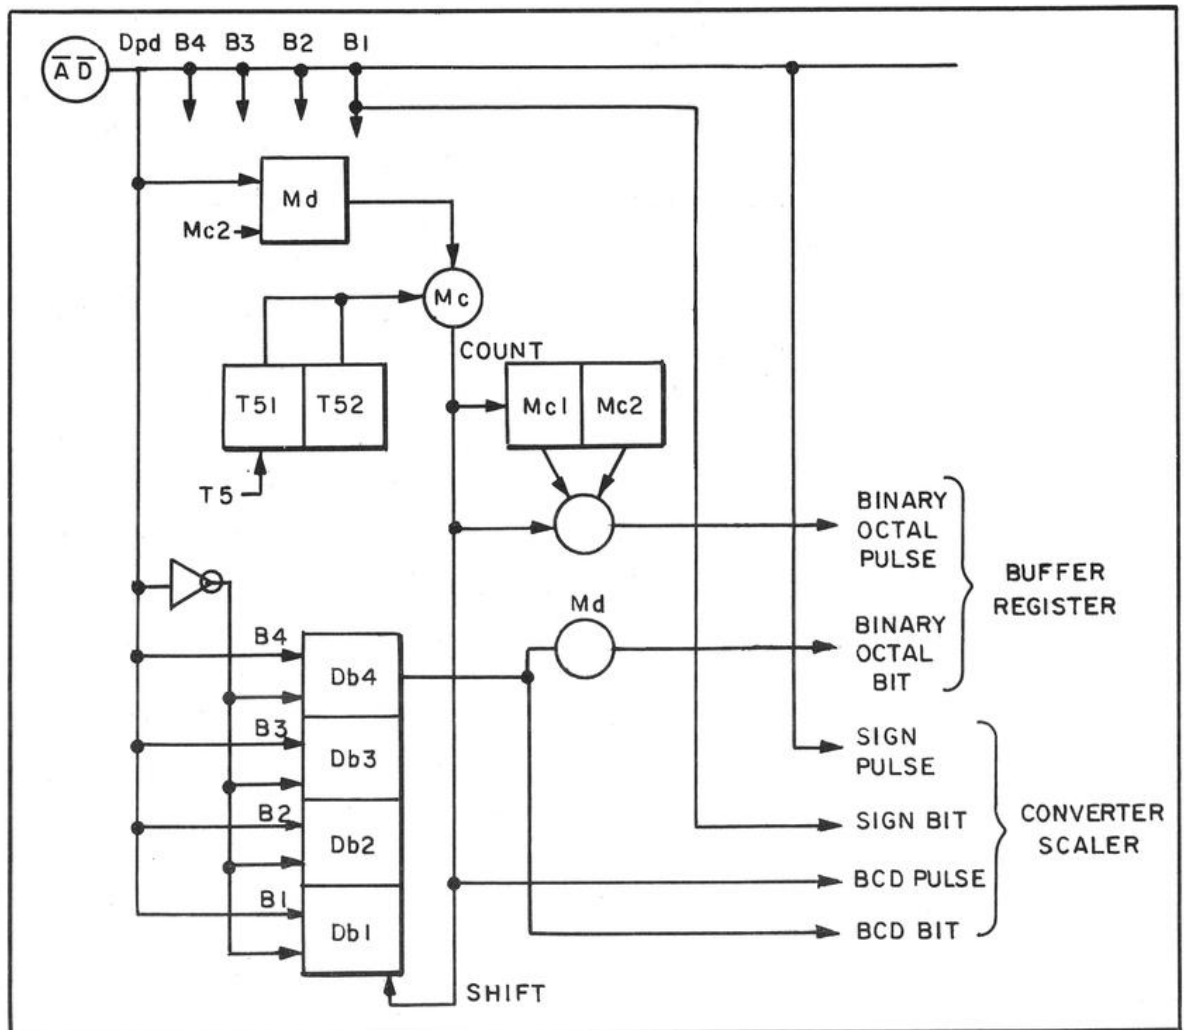 A̅ D̅ Dpd B4 B3 B2 B1
Md
Mc2
Mc
COUNT
T51 T52 Mc1 Mc2
T5
BINARY
OCTAL
PULSE
BUFFER
REGISTER
Md
BINARY
OCTAL
BIT
B4
Db4
B3
Db3
B2
Db2
B1
Db1
SHIFT
SIGN
PULSE
SIGN BIT
BCD PULSE
BCD BIT
CONVERTER
SCALER